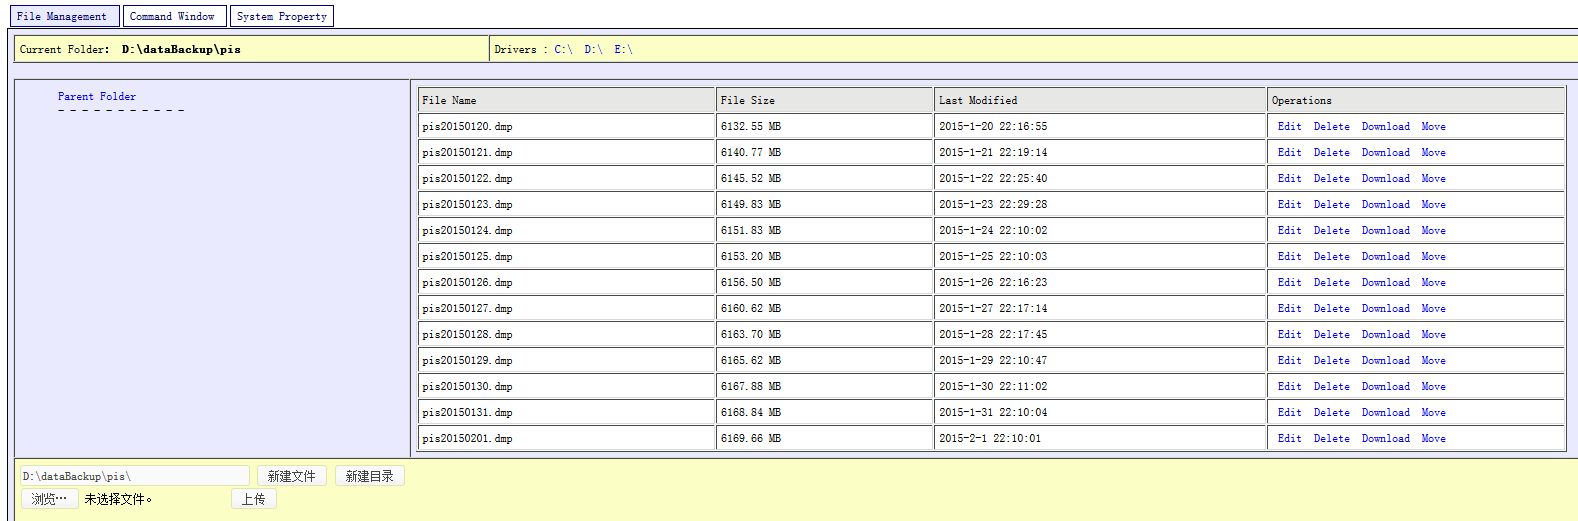 File Management Command Window System Property
Current Folder: D:\dataBackup\pis Drivers : C:\ D:\ E:\
Parent Folder
- - - - - - - - - - -
File Name File Size Last Modified Operations
pis20150120.dmp 6132.55 MB 2015-1-20 22:16:55 Edit Delete Download Move
pis20150121.dmp 6140.77 MB 2015-1-21 22:19:14 Edit Delete Download Move
pis20150122.dmp 6145.52 MB 2015-1-22 22:25:40 Edit Delete Download Move
pis20150123.dmp 6149.83 MB 2015-1-23 22:29:28 Edit Delete Download Move
pis20150124.dmp 6151.83 MB 2015-1-24 22:10:02 Edit Delete Download Move
pis20150125.dmp 6153.20 MB 2015-1-25 22:10:03 Edit Delete Download Move
pis20150126.dmp 6156.50 MB 2015-1-26 22:16:23 Edit Delete Download Move
pis20150127.dmp 6160.62 MB 2015-1-27 22:17:14 Edit Delete Download Move
pis20150128.dmp 6163.70 MB 2015-1-28 22:17:45 Edit Delete Download Move
pis20150129.dmp 6165.62 MB 2015-1-29 22:10:47 Edit Delete Download Move
pis20150130.dmp 6167.88 MB 2015-1-30 22:11:02 Edit Delete Download Move
pis20150131.dmp 6168.84 MB 2015-1-31 22:10:04 Edit Delete Download Move
pis20150201.dmp 6169.66 MB 2015-2-1 22:10:01 Edit Delete Download Move
D:\dataBackup\pis\ 新建文件 新建目录
浏览… 未选择文件。 上传